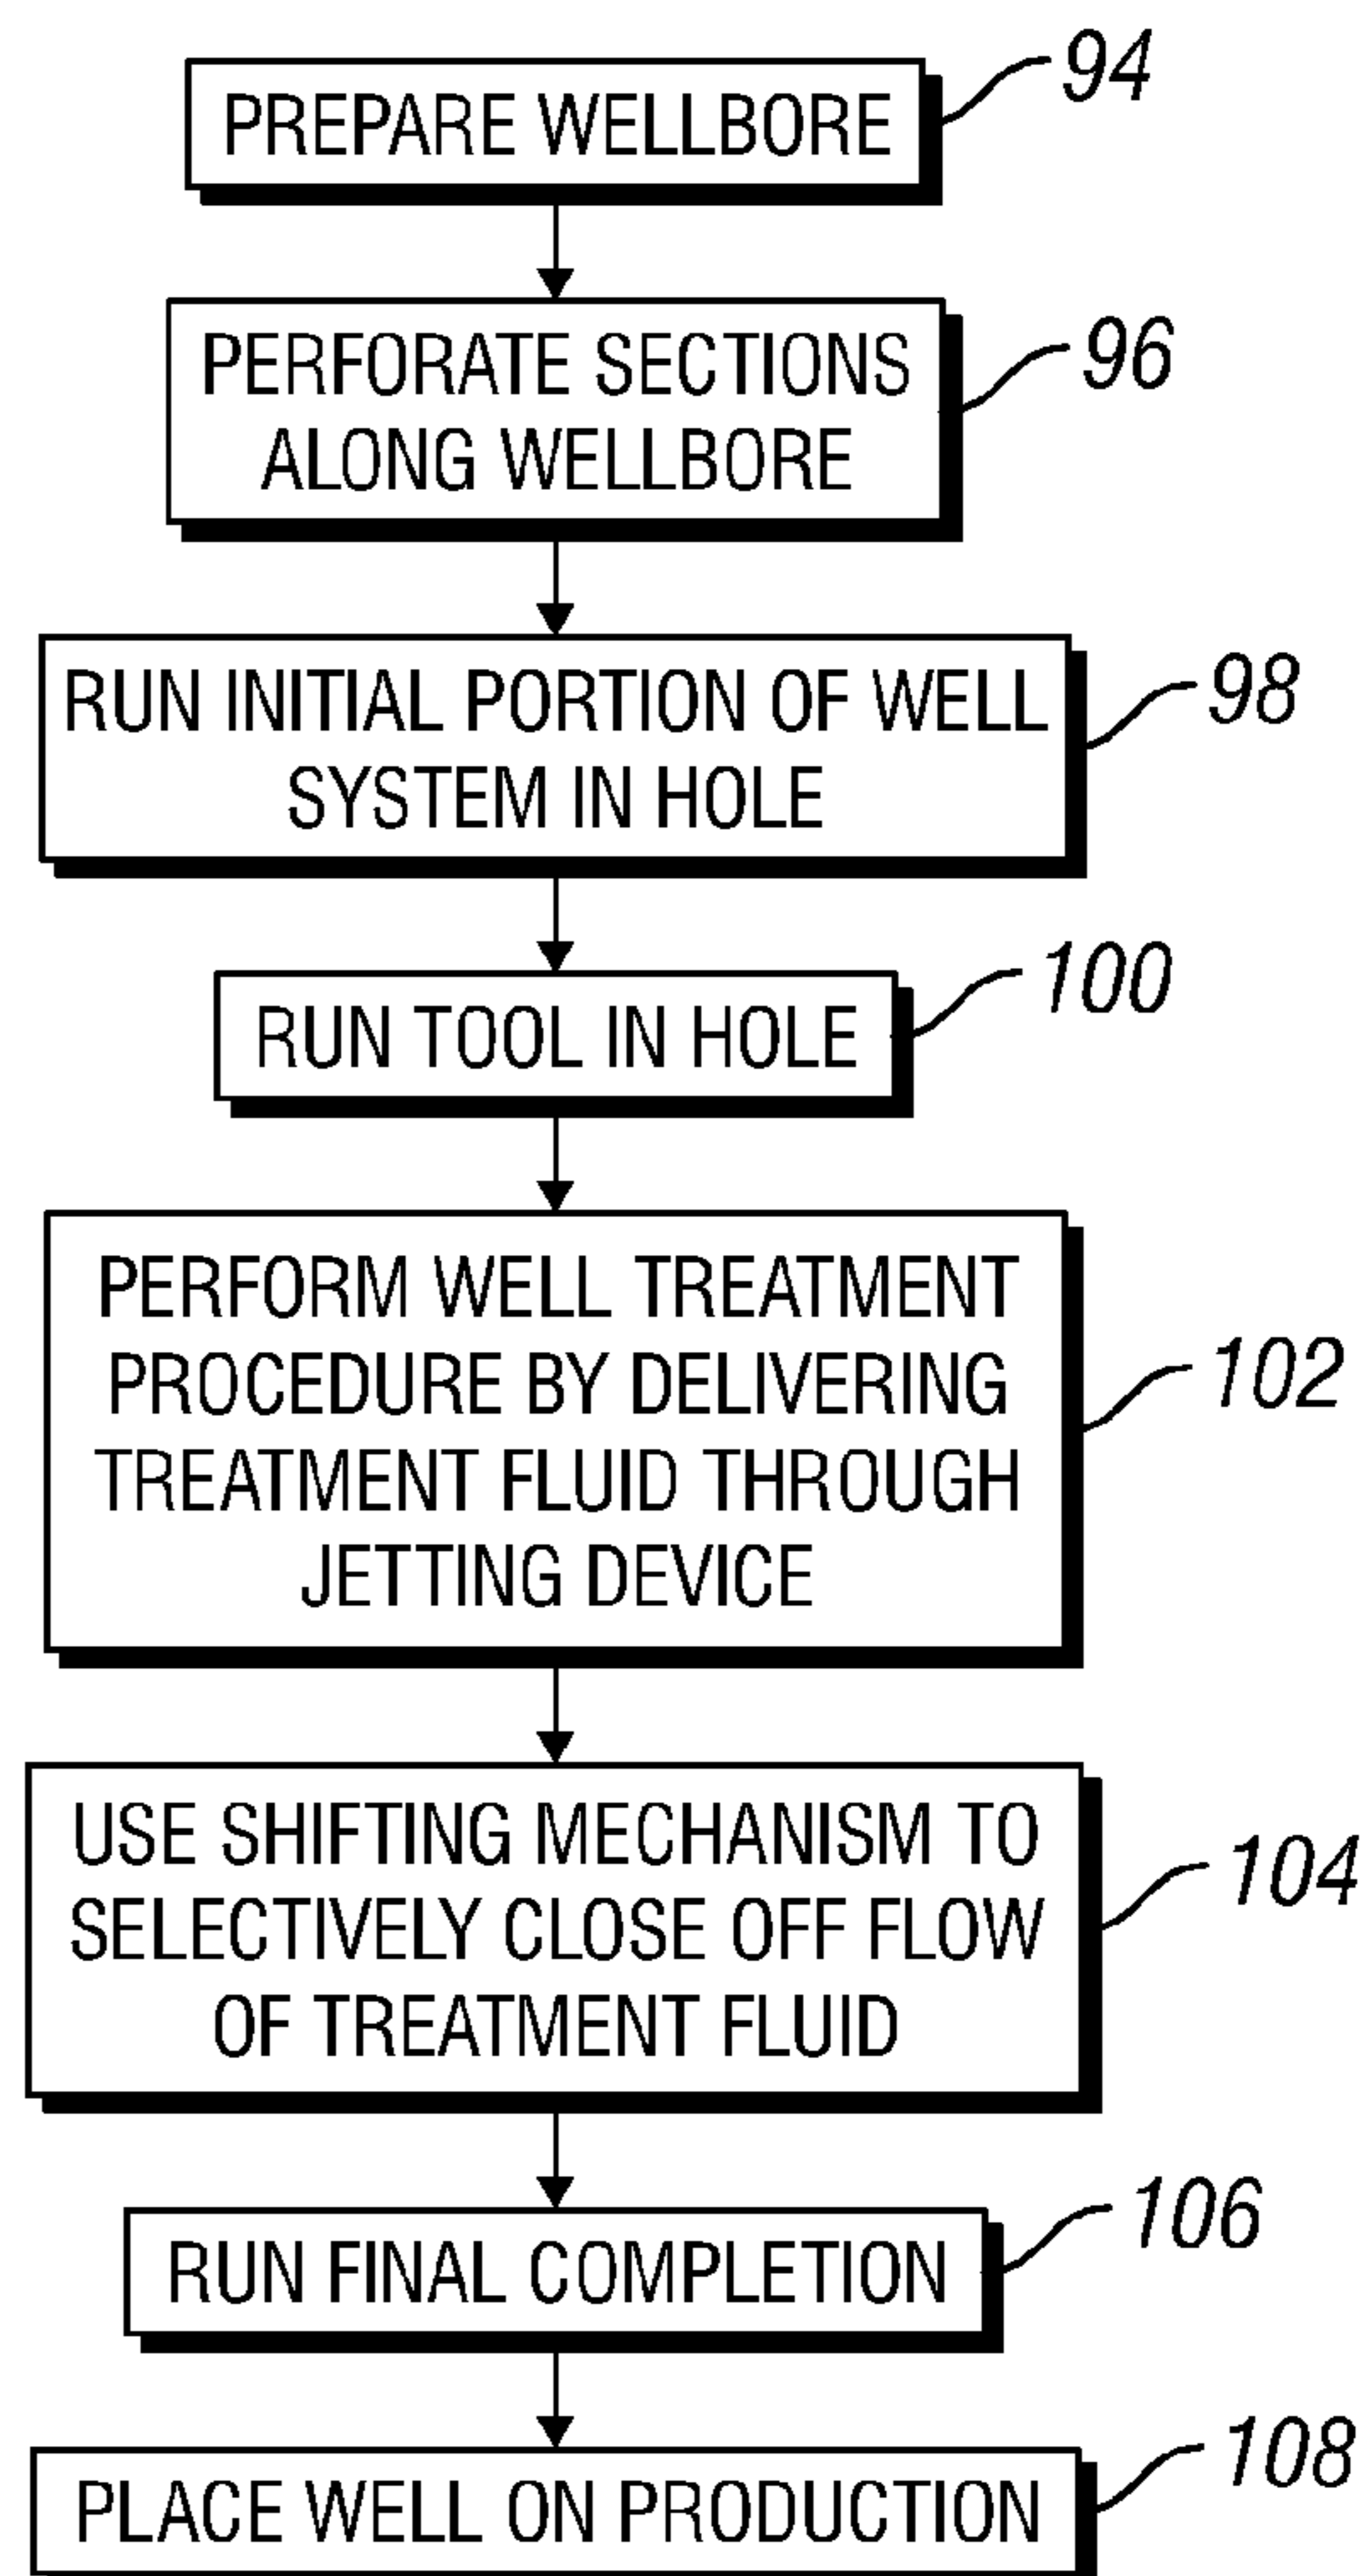 PREPARE WELLBORE
94
PERFORATE SECTIONS
ALONG WELLBORE
96
RUN INITIAL PORTION OF WELL
SYSTEM IN HOLE
98
RUN TOOL IN HOLE
100
PERFORM WELL TREATMENT
PROCEDURE BY DELIVERING
TREATMENT FLUID THROUGH
JETTING DEVICE
102
USE SHIFTING MECHANISM TO
SELECTIVELY CLOSE OFF FLOW
OF TREATMENT FLUID
104
RUN FINAL COMPLETION
106
PLACE WELL ON PRODUCTION
108